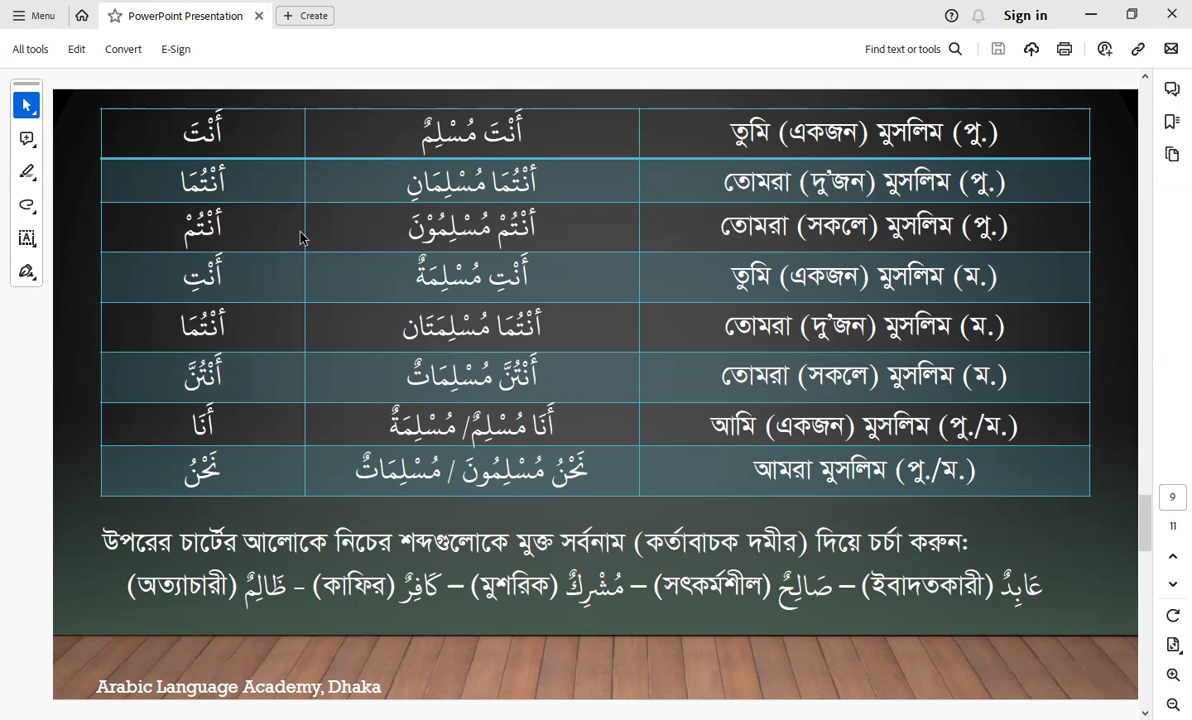 Menu
PowerPoint Presentation
Create
Sign in
All tools Edit Convert E-Sign
Find text or tools
أَنْتَ أَنْتَ مُسْلِمٌ তুমি (একজন) মুসলিম (পু.)
أَنْتُمَا أَنْتُمَا مُسْلِمَانِ তোমরা (দু’জন) মুসলিম (পু.)
أَنْتُمْ أَنْتُمْ مُسْلِمُوْنَ তোমরা (সকলে) মুসলিম (পু.)
أَنْتِ أَنْتِ مُسْلِمَةٌ তুমি (একজন) মুসলিম (ম.)
أَنْتُمَا أَنْتُمَا مُسْلِمَتَان তোমরা (দু’জন) মুসলিম (ম.)
أَنْتُنَّ أَنْتُنَّ مُسْلِمَاتٌ তোমরা (সকলে) মুসলিম (ম.)
أَنَا أَنَا مُسْلِمٌ/ مُسْلِمَةٌ আমি (একজন) মুসলিম (পু./ম.)
نَحْنُ نَحْنُ مُسْلِمُونَ / مُسْلِمَاتٌ আমরা মুসলিম (পু./ম.)
উপরের চার্টের আলোকে নিচের শব্দগুলোকে মুক্ত সর্বনাম (কর্তাবাচক দমীর) দিয়ে চর্চা করুন:
عَابِدٌ (ইবাদতকারী) – صَالِحٌ (সৎকর্মশীল) – مُشْرِكٌ (মুশরিক) – كَافِرٌ (কাফির) – ظَالِمٌ (অত্যাচারী)
Arabic Language Academy, Dhaka
9
11